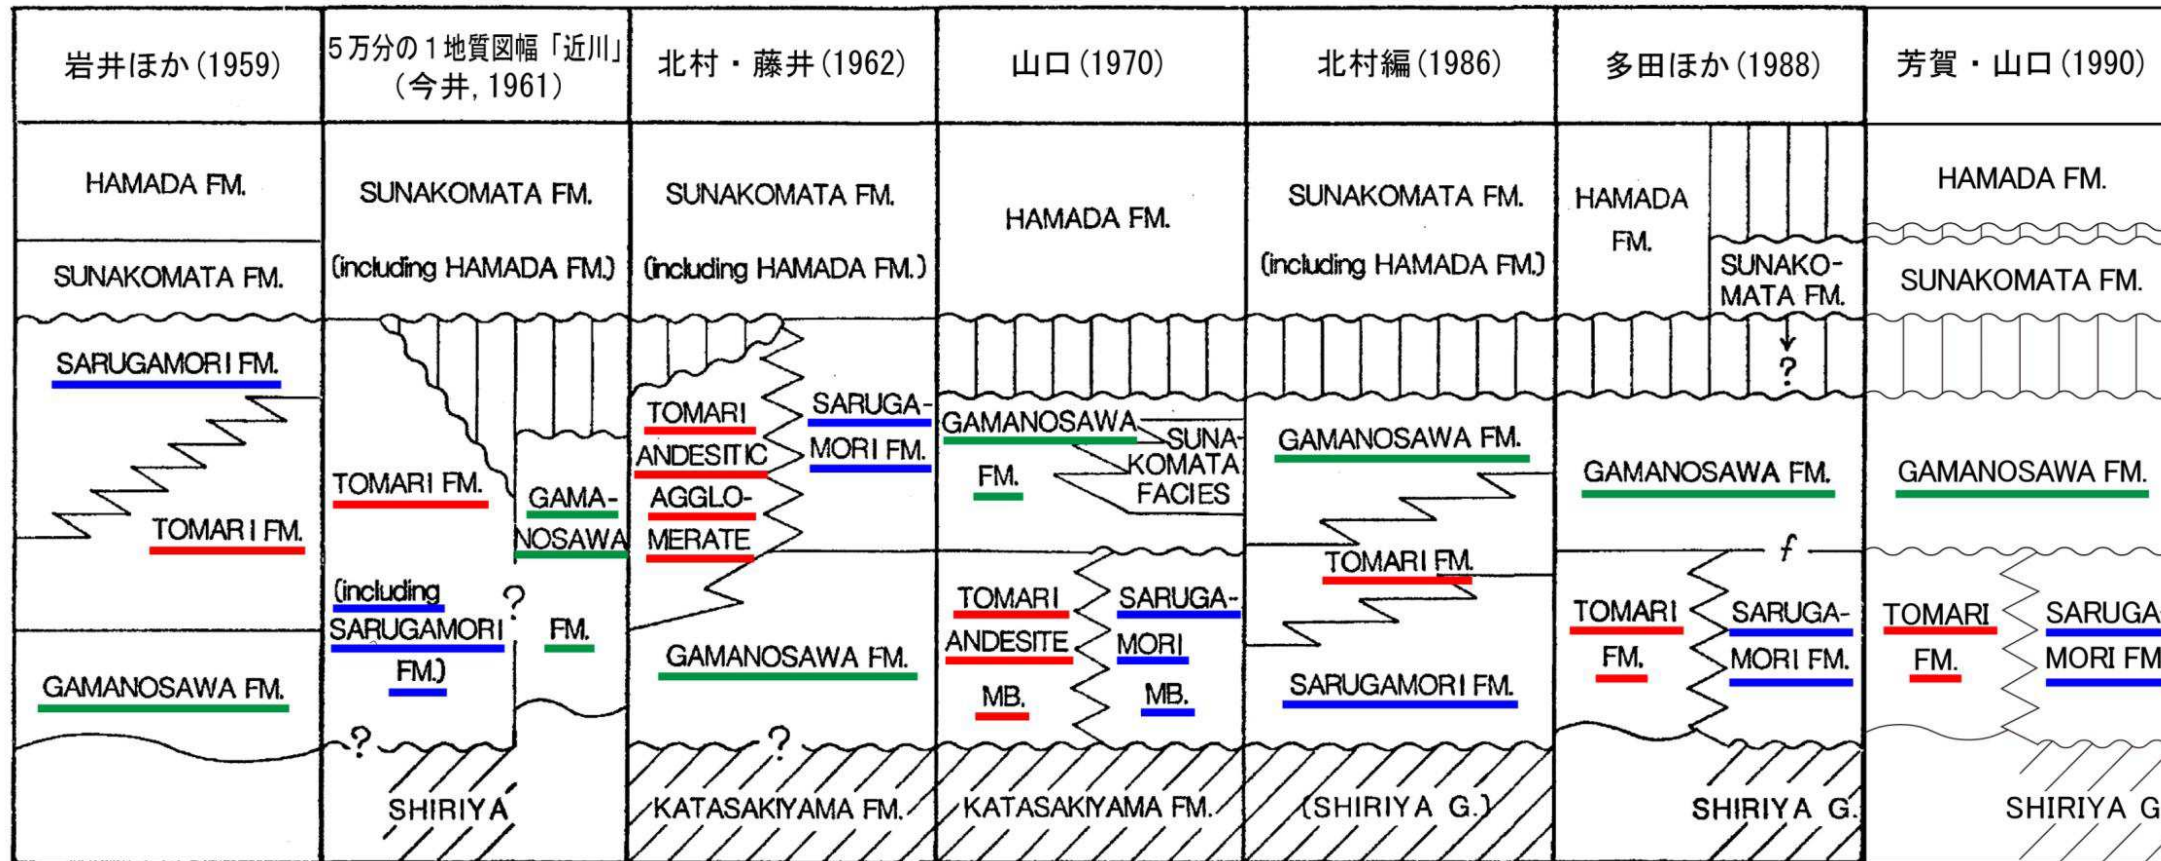 岩井ほか(1959)
5万分の1地質図幅「近川」
(今井, 1961)
北村・藤井(1962)
山口(1970)
北村編(1986)
多田ほか(1988)
芳賀・山口(1990)
HAMADA FM.
SUNAKOMATA FM.
SARUGAMORI FM.
TOMARI FM.
GAMANOSAWA FM.
SUNAKOMATA FM.
(including HAMADA FM.)
TOMARI FM.
(including
SARUGAMORI
FM.)
GAMA-
NOSAWA
FM.
?
?
SHIRIYA
SUNAKOMATA FM.
(including HAMADA FM.)
TOMARI
ANDESITIC
AGGLO-
MERATE
SARUGA-
MORI FM.
GAMANOSAWA FM.
?
KATASAKIYAMA FM.
HAMADA FM.
GAMANOSAWA
FM.
SUNA-
KOMATA
FACIES
TOMARI
ANDESITE
MB.
SARUGA-
MORI
MB.
KATASAKIYAMA FM.
SUNAKOMATA FM.
(including HAMADA FM.)
GAMANOSAWA FM.
TOMARI FM.
SARUGAMORI FM.
(SHIRIYA G.)
HAMADA
FM.
SUNAKO-
MATA FM.
?
GAMANOSAWA FM.
f
TOMARI
FM.
SARUGA-
MORI FM.
SHIRIYA G.
HAMADA FM.
SUNAKOMATA FM.
GAMANOSAWA FM.
TOMARI
FM.
SARUGA-
MORI FM
SHIRIYA G